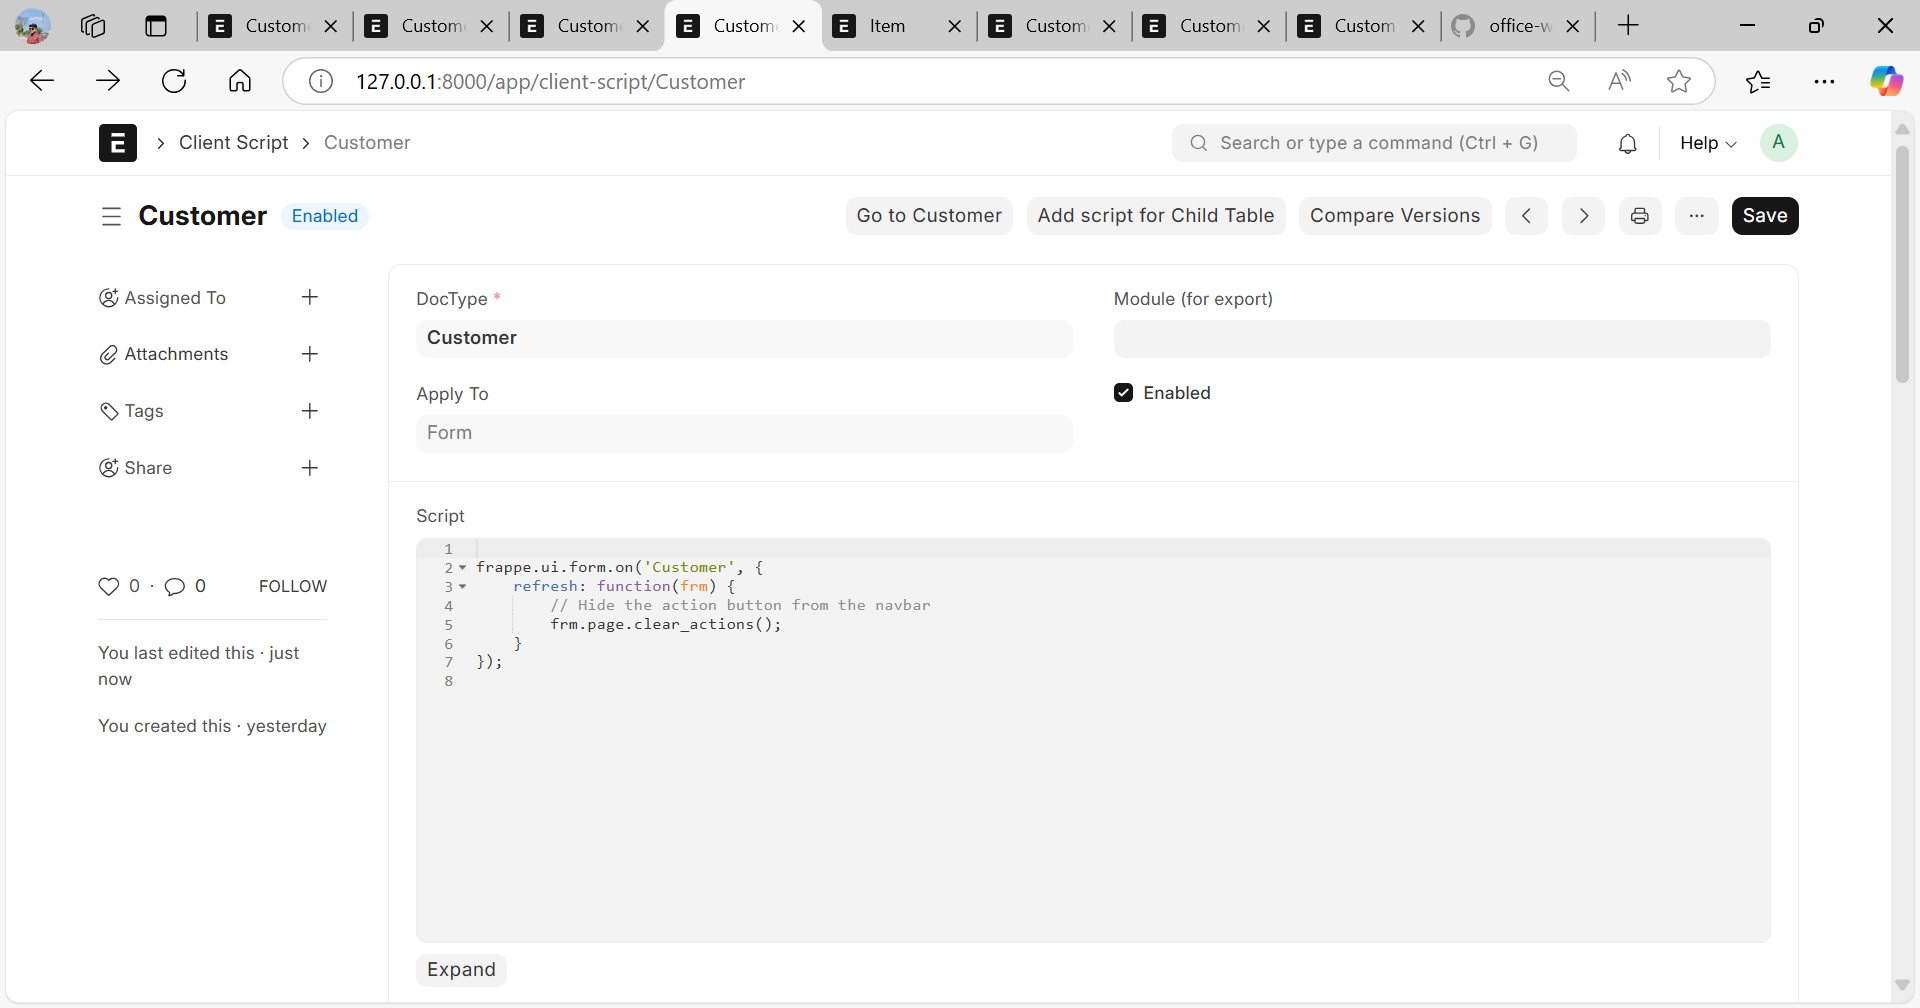 Custom
Custom
Custom
Custom
Item
Custom
Custom
Custom
office-w
127.0.0.1:8000/app/client-script/Customer
E
Client Script
Customer
Search or type a command (Ctrl + G)
Help
A
Customer
Enabled
Go to Customer
Add script for Child Table
Compare Versions
Save
Assigned To
Attachments
Tags
Share
0 · 0 FOLLOW
You last edited this · just
now
You created this · yesterday
DocType *
Customer
Module (for export)
Apply To
Form
Enabled
Script
1
2 frappe.ui.form.on('Customer', {
3 refresh: function(frm) {
4 // Hide the action button from the navbar
5 frm.page.clear_actions();
6 }
7 });
8
Expand